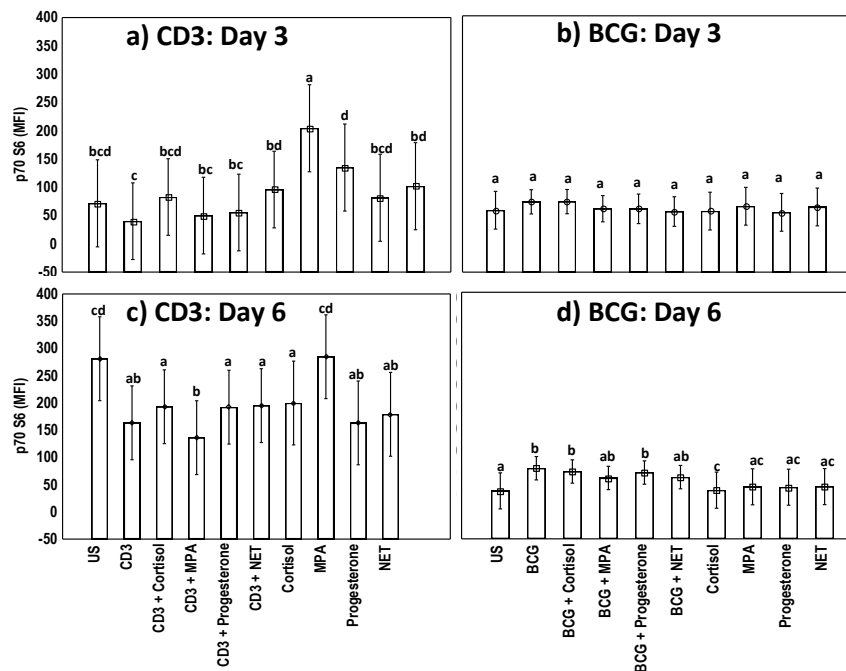 a) CD3: Day 3
b) BCG: Day 3
p70 S6 (MFI)
400
350
300
250
200
150
100
50
0
-50
bcd
c
bcd
bc
bc
bd
a
d
bcd
bd
a
a
a
a
a
a
a
a
a
a
c) CD3: Day 6
d) BCG: Day 6
p70 S6 (MFI)
400
350
300
250
200
150
100
50
0
-50
cd
ab
a
b
a
a
a
cd
ab
ab
a
b
b
ab
b
ab
c
ac
ac
ac
US
CD3
CD3 + Cortisol
CD3 + MPA
CD3 + Progesterone
CD3 + NET
Cortisol
MPA
Progesterone
NET
US
BCG
BCG + Cortisol
BCG + MPA
BCG + Progesterone
BCG + NET
Cortisol
MPA
Progesterone
NET